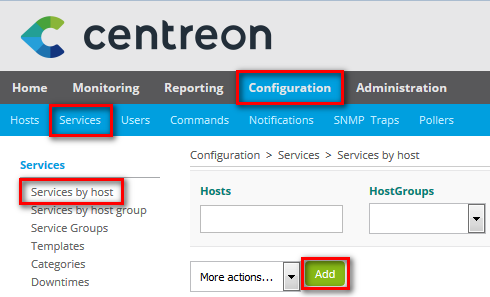 centreon
Home Monitoring Reporting Configuration Administration
Hosts Services Users Commands Notifications SNMP Traps Pollers
Services
Services by host
Services by host group
Service Groups
Templates
Categories
Downtimes
Configuration > Services > Services by host
Hosts HostGroups
More actions... Add